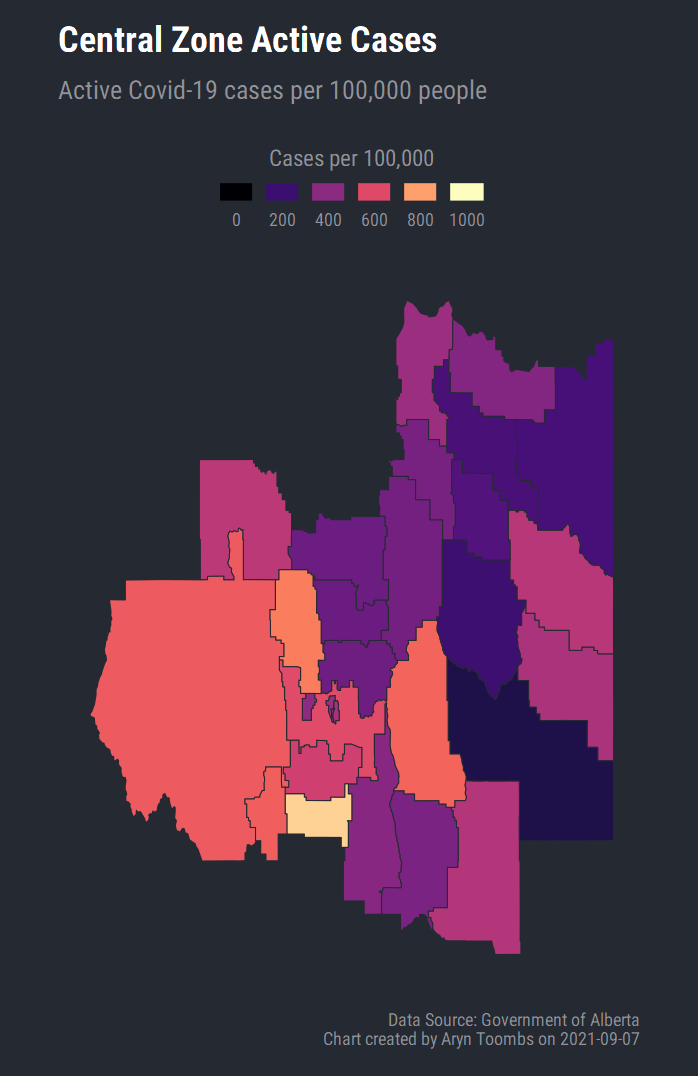 Central Zone Active Cases
Active Covid-19 cases per 100,000 people
Cases per 100,000
0 200 400 600 800 1000
Data Source: Government of Alberta
Chart created by Aryn Toombs on 2021-09-07